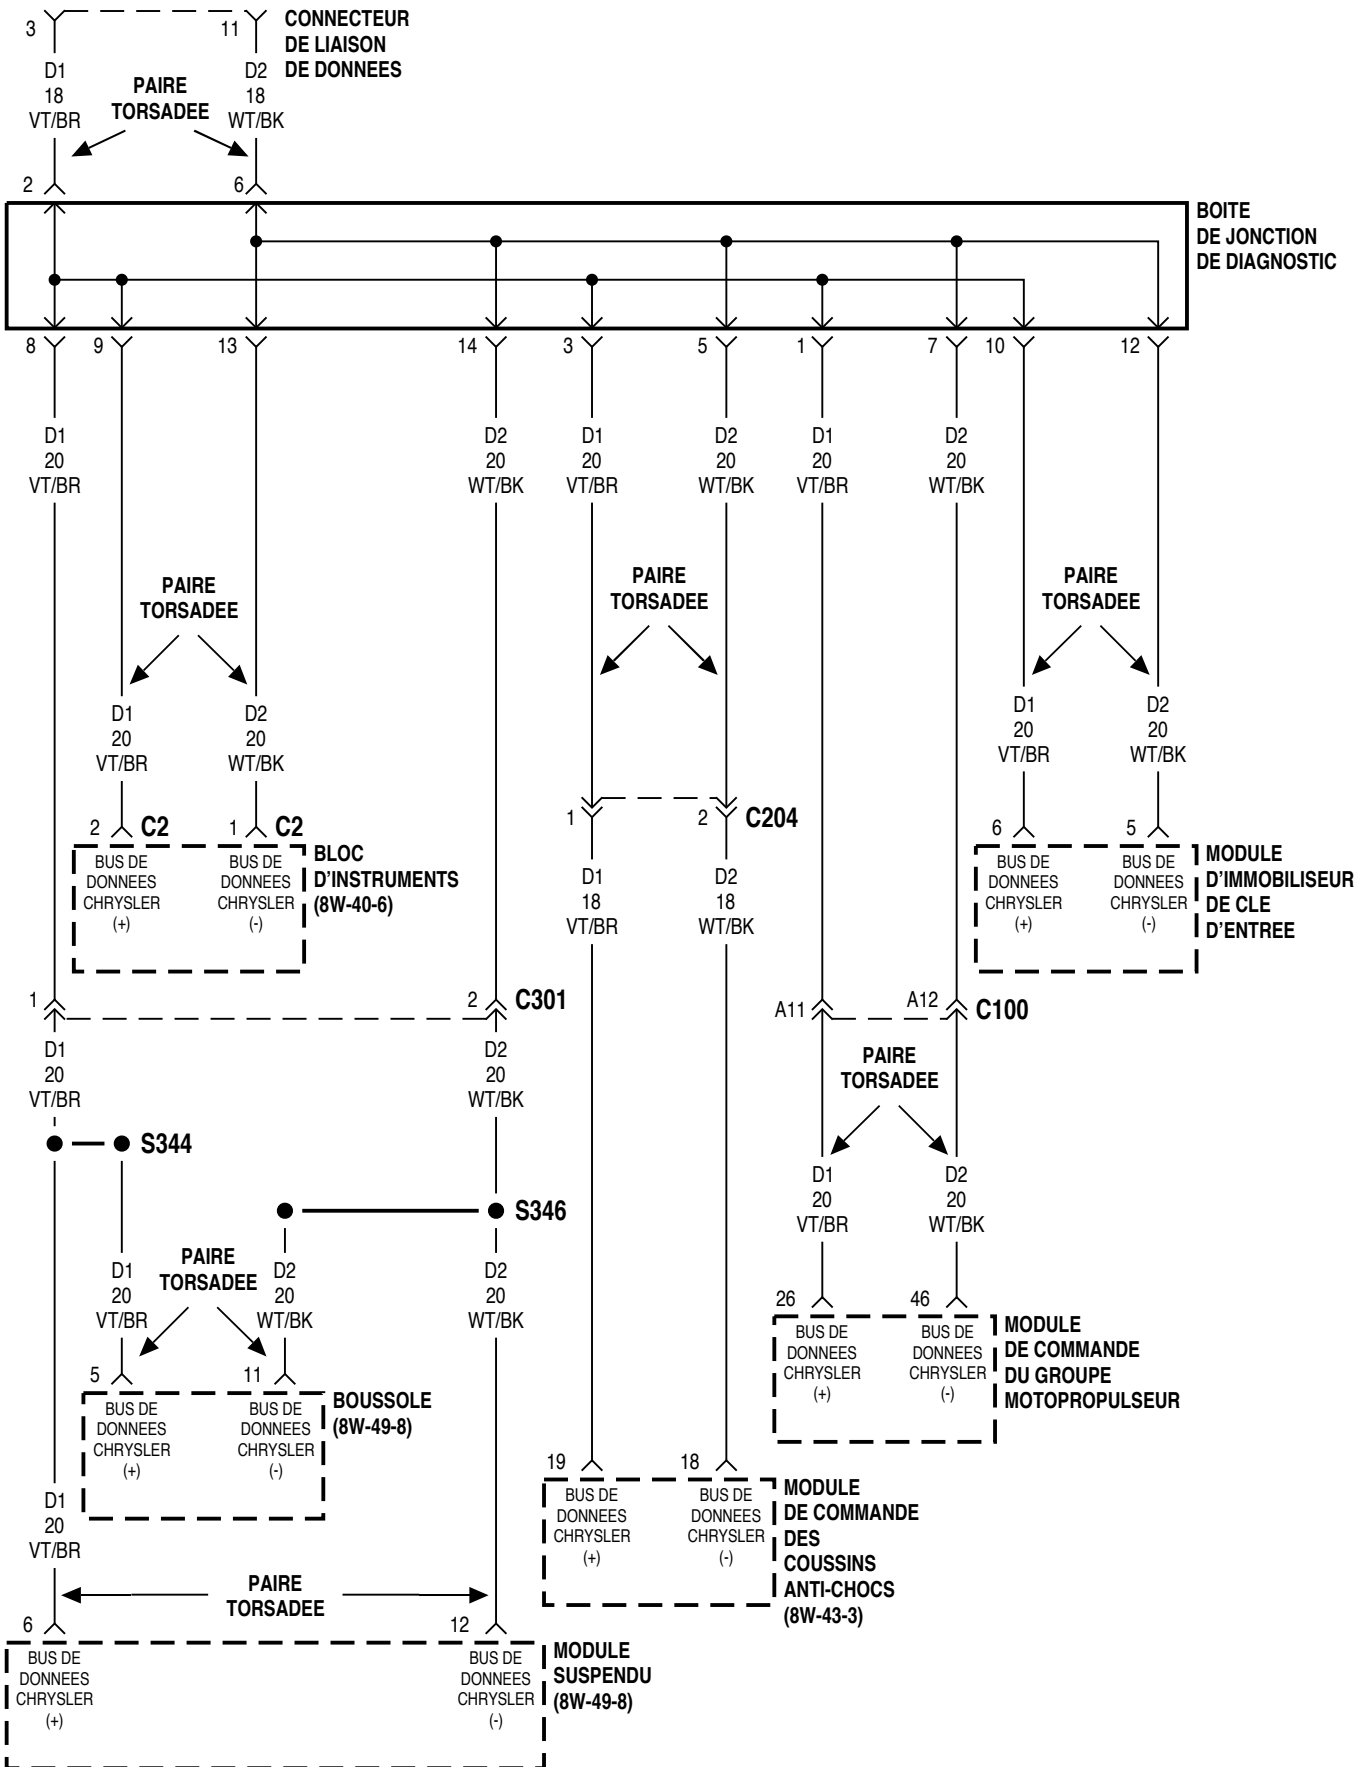 3
11
CONNECTEUR
DE LIAISON
DE DONNEES
D1
18
VT/BR
D2
18
WT/BK
PAIRE
TORSADEE
2
6
BOITE
DE JONCTION
DE DIAGNOSTIC
8
9
13
14
3
5
1
7
10
12
D1
20
VT/BR
D2
20
WT/BK
D1
20
VT/BR
D2
20
WT/BK
D1
20
VT/BR
D2
20
WT/BK
PAIRE
TORSADEE
PAIRE
TORSADEE
PAIRE
TORSADEE
D1
20
VT/BR
D2
20
WT/BK
D1
20
VT/BR
D2
20
WT/BK
2
C2
1
C2
BUS DE
DONNEES
CHRYSLER
(+)
BUS DE
DONNEES
CHRYSLER
(-)
BLOC
D'INSTRUMENTS
(8W-40-6)
1
2
C204
D1
18
VT/BR
D2
18
WT/BK
6
5
BUS DE
DONNEES
CHRYSLER
(+)
BUS DE
DONNEES
CHRYSLER
(-)
MODULE
D'IMMOBILISEUR
DE CLE
D'ENTREE
1
2
C301
A11
A12
C100
D1
20
VT/BR
D2
20
WT/BK
PAIRE
TORSADEE
S344
S346
D1
20
VT/BR
D2
20
WT/BK
D1
20
VT/BR
PAIRE
TORSADEE
D2
20
WT/BK
D2
20
WT/BK
26
46
BUS DE
DONNEES
CHRYSLER
(+)
BUS DE
DONNEES
CHRYSLER
(-)
MODULE
DE COMMANDE
DU GROUPE
MOTOPROPULSEUR
5
11
BUS DE
DONNEES
CHRYSLER
(+)
BUS DE
DONNEES
CHRYSLER
(-)
BOUSSOLE
(8W-49-8)
19
18
BUS DE
DONNEES
CHRYSLER
(+)
BUS DE
DONNEES
CHRYSLER
(-)
MODULE
DE COMMANDE
DES
COUSSINS
ANTI-CHOCS
(8W-43-3)
D1
20
VT/BR
PAIRE
TORSADEE
6
12
BUS DE
DONNEES
CHRYSLER
(+)
BUS DE
DONNEES
CHRYSLER
(-)
MODULE
SUSPENDU
(8W-49-8)